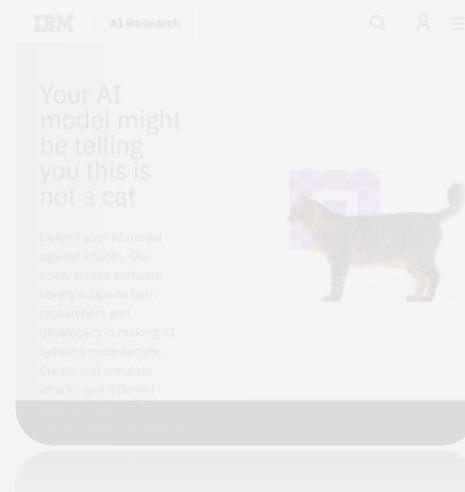 IBM
AI Research
Your AI
model might
be telling
you this is
not a cat
Defend your AI model
against attacks. Our
open-source software
library supports both
researchers and
developers in making AI
systems more secure.
Create and simulate
attacks and different